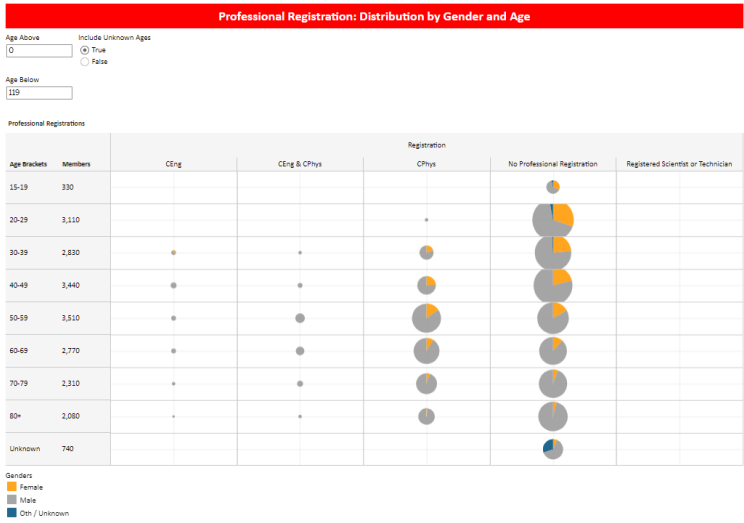 Professional Registration: Distribution by Gender and Age
Age Above
0
Include Unknown Ages
True
False
Age Below
119
Professional Registrations
Registration
Age Brackets Members CEng CEng & CPhys CPhys No Professional Registration Registered Scientist or Technician
15-19 330
20-29 3,110
30-39 2,830
40-49 3,440
50-59 3,510
60-69 2,770
70-79 2,310
80+ 2,080
Unknown 740
Genders
Female
Male
Oth / Unknown